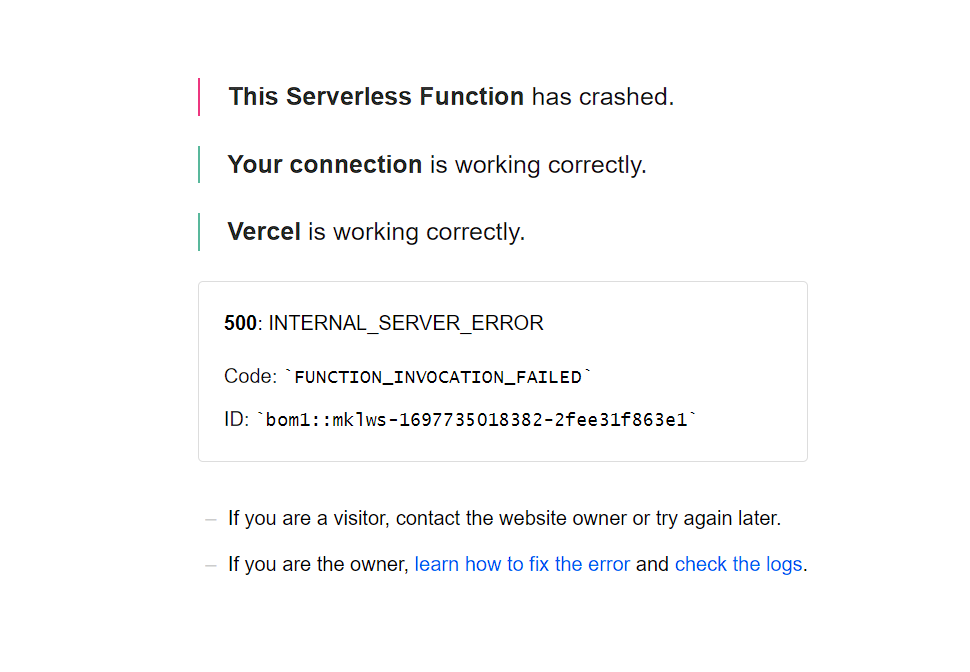 This Serverless Function has crashed.
Your connection is working correctly.
Vercel is working correctly.
500: INTERNAL_SERVER_ERROR
Code: `FUNCTION_INVOCATION_FAILED`
ID: `bom1::mklws-1697735018382-2fee31f863e1`
– If you are a visitor, contact the website owner or try again later.
– If you are the owner, learn how to fix the error and check the logs.